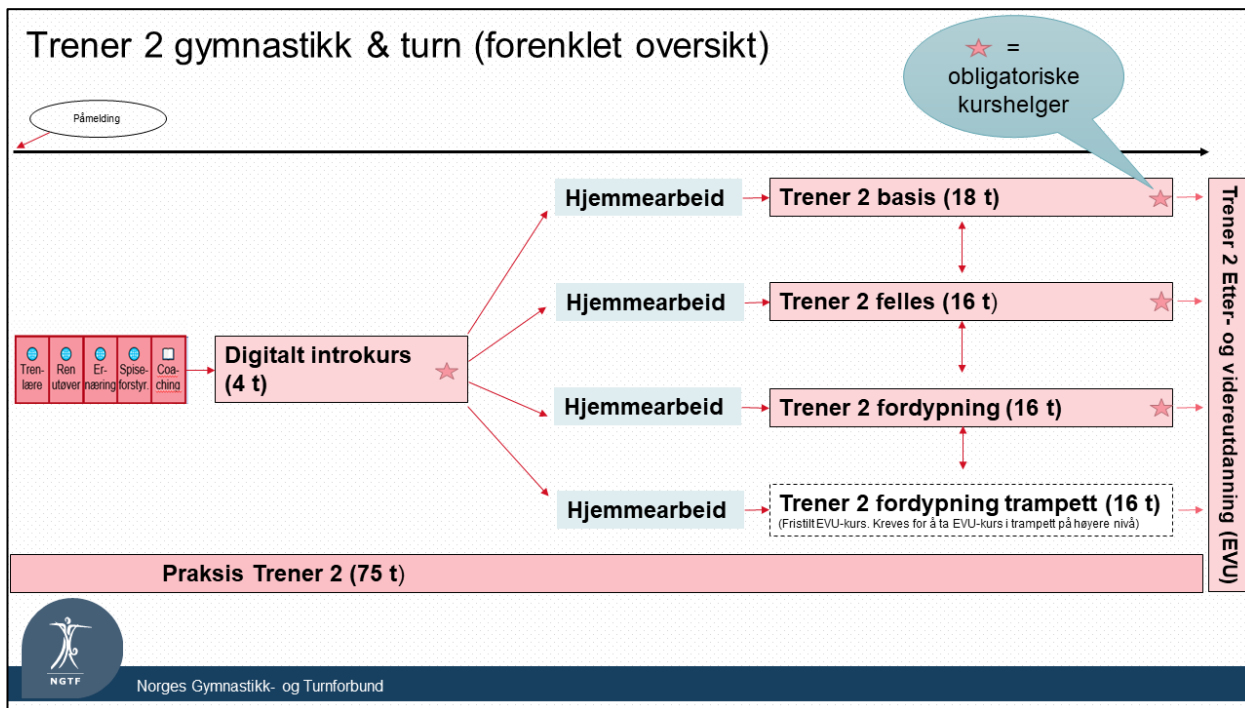 Trener 2 gymnastikk & turn (forenklet oversikt)
=
obligatoriske
kurshelger
Påmelding
Hjemmearbeid
Trener 2 basis (18 t)
Hjemmearbeid
Trener 2 felles (16 t)
Tren-
lære
Ren
utøver
Er-
næring
Spise-
forstyr.
Coa-
ching
Digitalt introkurs
(4 t)
Hjemmearbeid
Trener 2 fordypning (16 t)
Hjemmearbeid
Trener 2 fordypning trampett (16 t)
(Fristilt EVU-kurs. Kreves for å ta EVU-kurs i trampett på høyere nivå)
Trener 2 Etter- og videreutdanning (EVU)
Praksis Trener 2 (75 t)
NGTF
Norges Gymnastikk- og Turnforbund